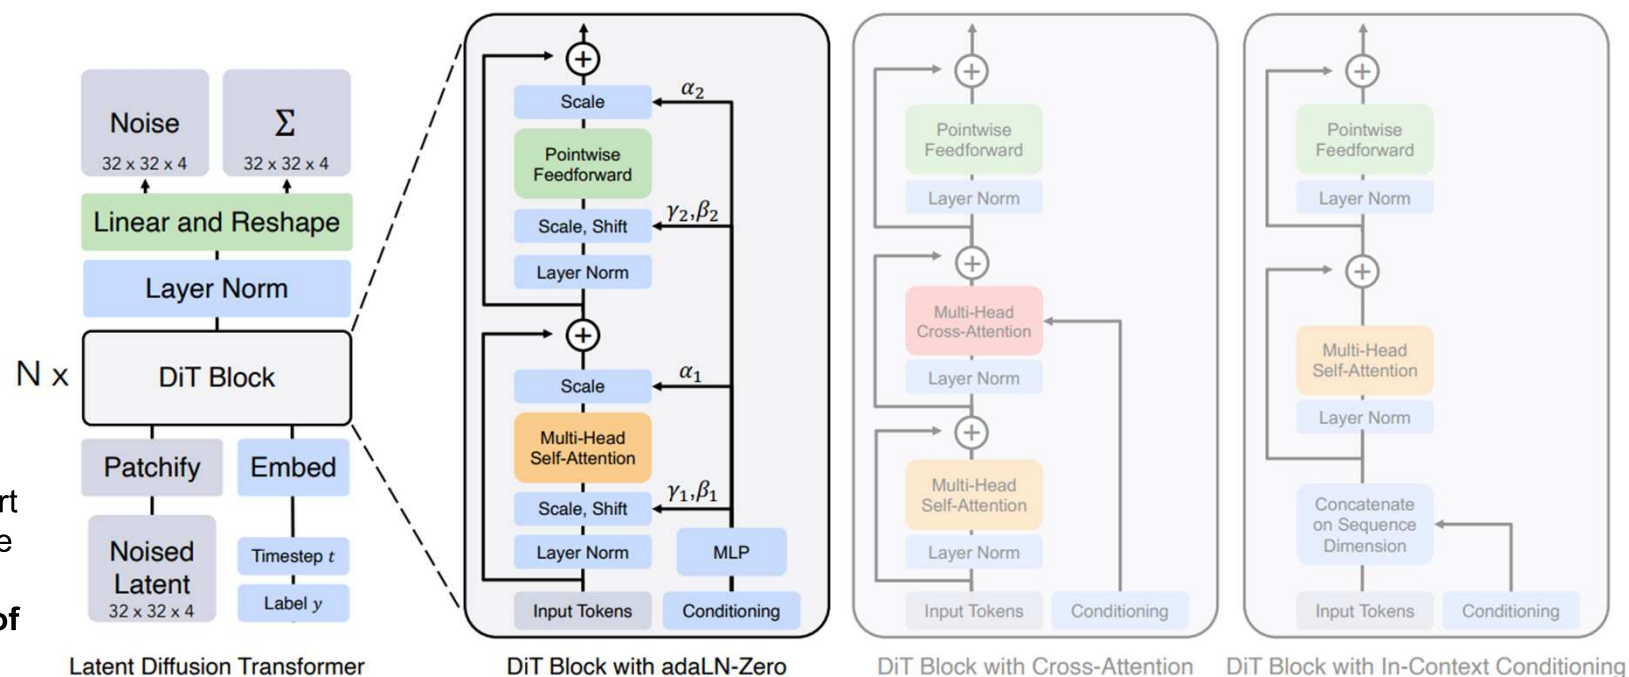 Noise
32 x 32 x 4
Σ
32 x 32 x 4
Linear and Reshape
Layer Norm
N x
DiT Block
Patchify
Embed
Noised
Latent
32 x 32 x 4
Timestep t
Label y
Latent Diffusion Transformer
rt
e
of
+
Scale
α₂
Pointwise
Feedforward
Scale, Shift
γ₂,β₂
Layer Norm
+
Scale
α₁
Multi-Head
Self-Attention
Scale, Shift
γ₁,β₁
Layer Norm
MLP
Input Tokens
Conditioning
DiT Block with adaLN-Zero
+
Pointwise
Feedforward
Layer Norm
+
Multi-Head
Cross-Attention
Layer Norm
+
Multi-Head
Self-Attention
Layer Norm
Input Tokens
Conditioning
DiT Block with Cross-Attention
+
Pointwise
Feedforward
Layer Norm
+
Multi-Head
Self-Attention
Layer Norm
Concatenate
on Sequence
Dimension
Input Tokens
Conditioning
DiT Block with In-Context Conditioning